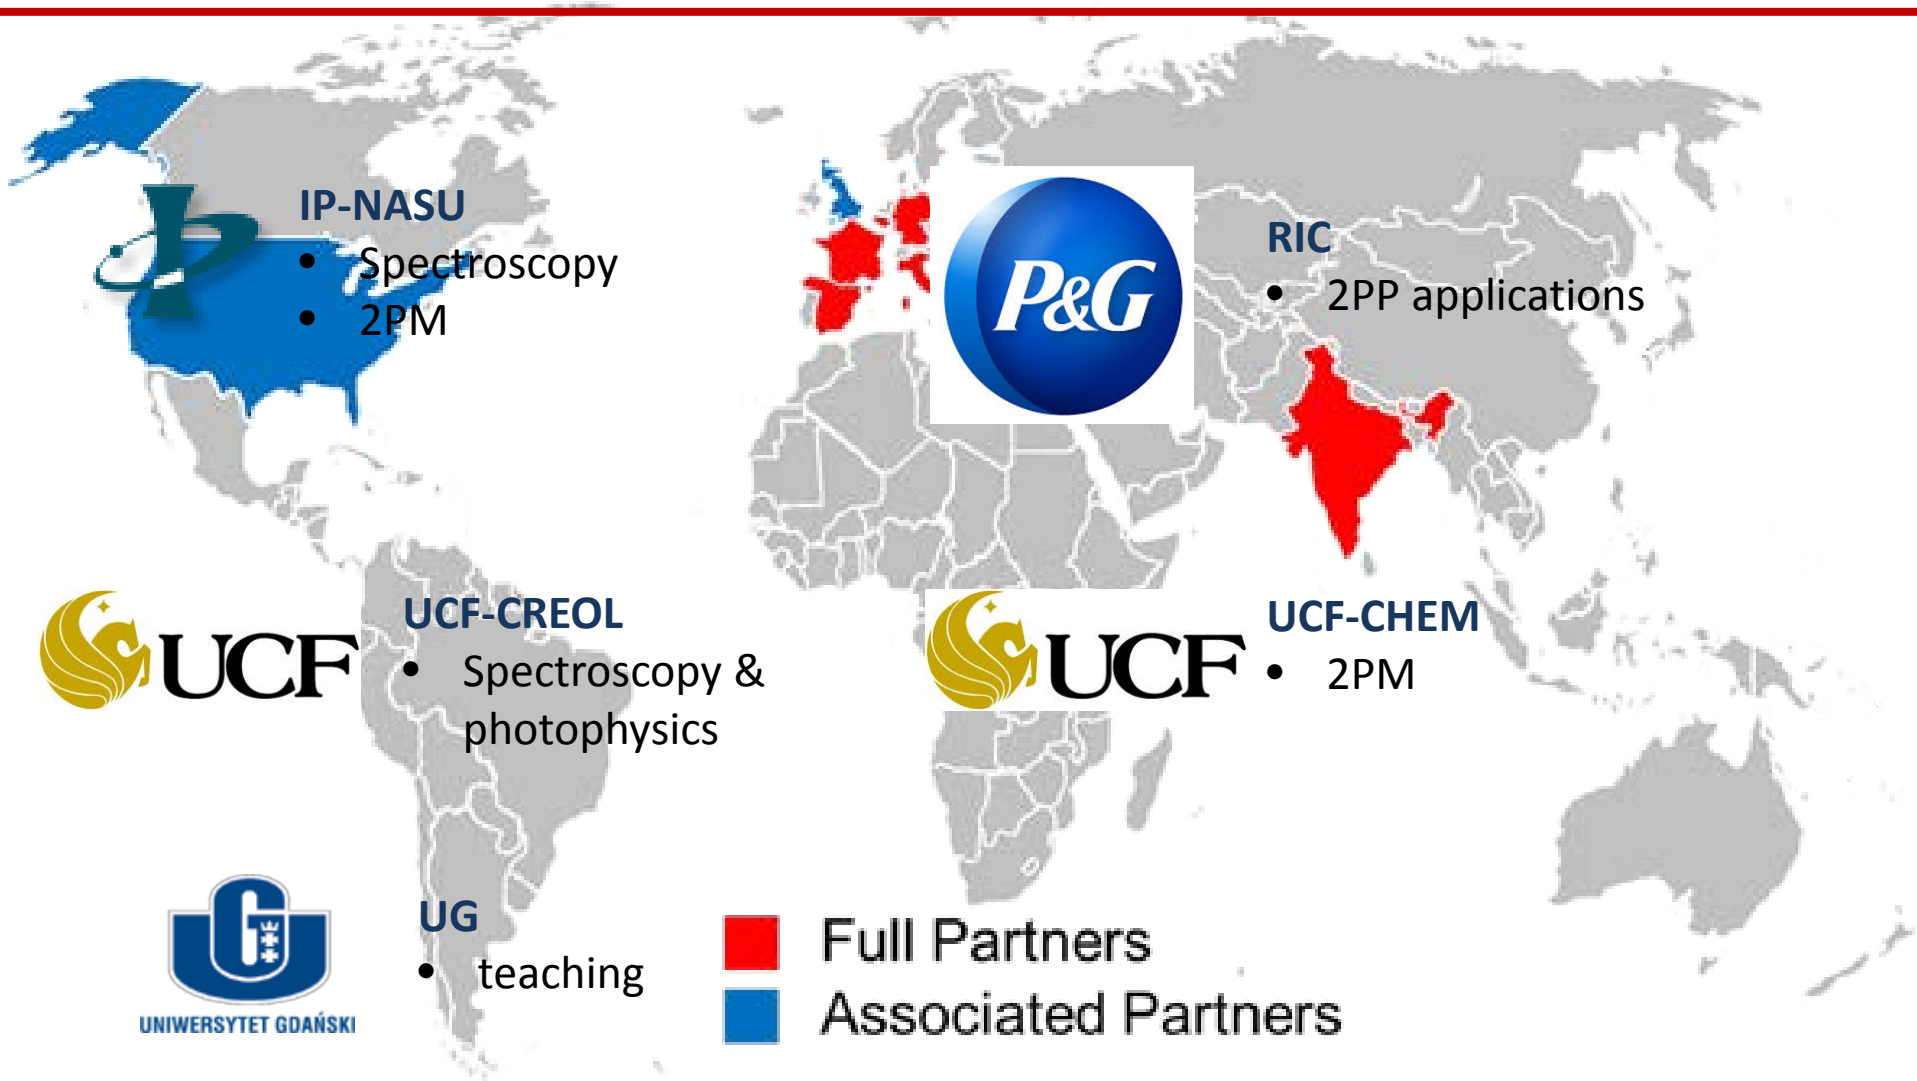 IP-NASU
• Spectroscopy
• 2PM
P&G
RIC
• 2PP applications
UCF
UCF-CREOL
• Spectroscopy &
photophysics
UCF
UCF-CHEM
• 2PM
UNIWERSYTET GDAŃSKI
UG
• teaching
Full Partners
Associated Partners